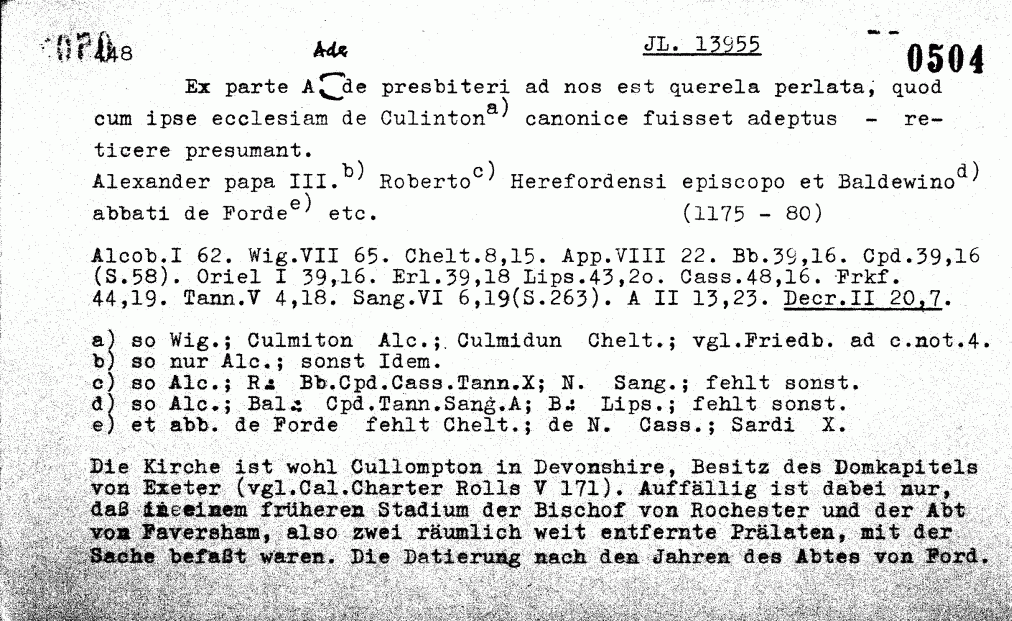 48 Ade JL. 13955 0504
Ex parte A de presbiteri ad nos est querela perlata, quod
cum ipse ecclesiam de Culinton a) canonice fuisset adeptus - re-
ticere presumant.
Alexander papa III. b) Roberto c) Herefordensi episcopo et Baldewino d)
abbati de Forde e) etc. (1175 - 80)
Alcob.I 62. Wig.VII 65. Chelt.8,15. App.VIII 22. Bb.39,16. Cpd.39,16
(S.58). Oriel I 39,16. Erl.39,18 Lips.43,2o. Cass.48,16. Frkf.
44,19. Tann.V 4,18. Sang.VI 6,19(S.263). A II 13,23. Decr.II 20,7.
a) so Wig.; Culmiton Alc.; Culmidun Chelt.; vgl.Friedb. ad c.not.4.
b) so nur Alc.; sonst Idem.
c) so Alc.; R. Bb.Cpd.Cass.Tann.X; N. Sang.; fehlt sonst.
d) so Alc.; Bal. Cpd.Tann.Sang.A; B. Lips.; fehlt sonst.
e) et abb. de Forde fehlt Chelt.; de N. Cass.; Sardi X.
Die Kirche ist wohl Cullompton in Devonshire, Besitz des Domkapitels
von Exeter (vgl.Cal.Charter Rolls V 171). Auffällig ist dabei nur,
daß in einem früheren Stadium der Bischof von Rochester und der Abt
von Faversham, also zwei räumlich weit entfernte Prälaten, mit der
Sache befaßt waren. Die Datierung nach den Jahren des Abtes von Ford.